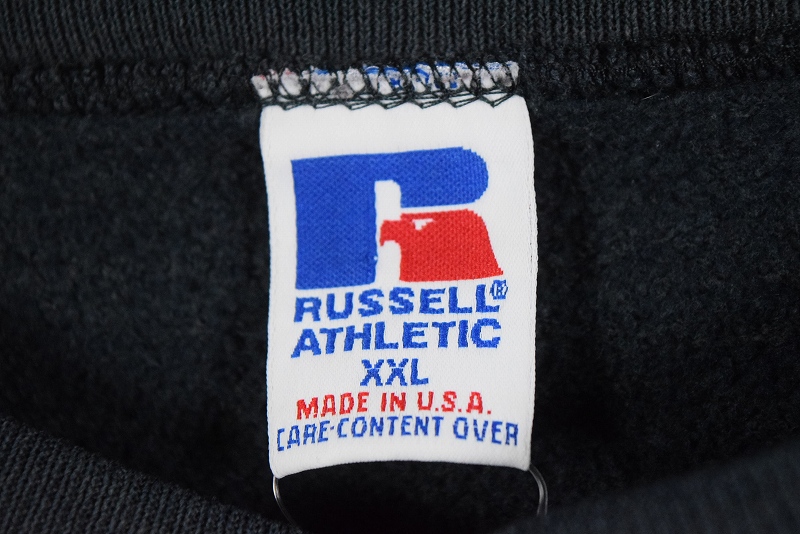 RUSSELL®
ATHLETIC
XXL
MADE IN U.S.A.
CARE-CONTENT OVER